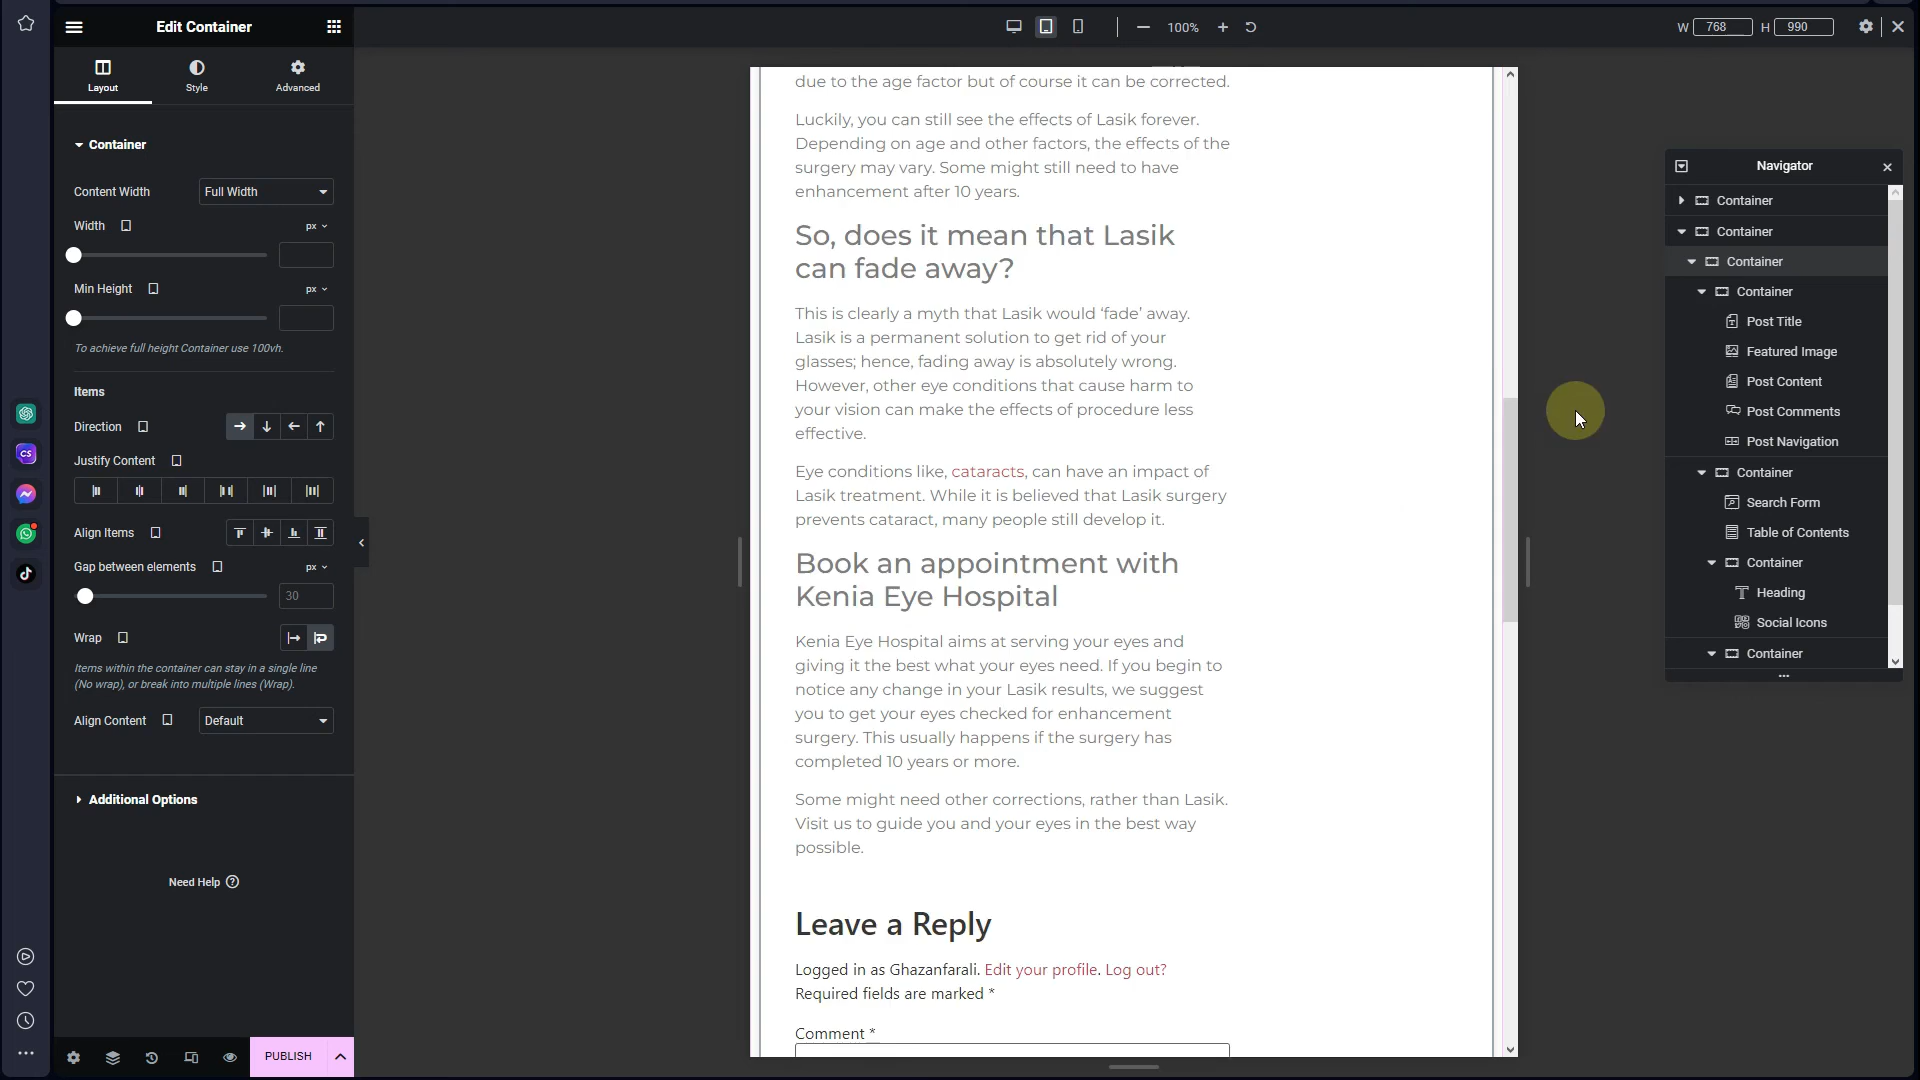 Edit Container
100%
W 768 H 990
Layout
Style
Advanced
Container
Content Width
Full Width
Width
px
Min Height
px
To achieve full height Container use 100vh.
Items
Direction
Justify Content
Align Items
Gap between elements
px
30
Wrap
Items within the container can stay in a single line
(No wrap), or break into multiple lines (Wrap).
Align Content
Default
Additional Options
Need Help
PUBLISH
due to the age factor but of course it can be corrected.
Luckily, you can still see the effects of Lasik forever.
Depending on age and other factors, the effects of the
surgery may vary. Some might still need to have
enhancement after 10 years.
So, does it mean that Lasik
can fade away?
This is clearly a myth that Lasik would ‘fade’ away.
Lasik is a permanent solution to get rid of your
glasses; hence, fading away is absolutely wrong.
However, other eye conditions that cause harm to
your vision can make the effects of procedure less
effective.
Eye conditions like, cataracts, can have an impact of
Lasik treatment. While it is believed that Lasik surgery
prevents cataract, many people still develop it.
Book an appointment with
Kenia Eye Hospital
Kenia Eye Hospital aims at serving your eyes and
giving it the best what your eyes need. If you begin to
notice any change in your Lasik results, we suggest
you to get your eyes checked for enhancement
surgery. This usually happens if the surgery has
completed 10 years or more.
Some might need other corrections, rather than Lasik.
Visit us to guide you and your eyes in the best way
possible.
Leave a Reply
Logged in as Ghazanfarali. Edit your profile. Log out?
Required fields are marked *
Comment *
Navigator
Container
Container
Container
Container
Post Title
Featured Image
Post Content
Post Comments
Post Navigation
Container
Search Form
Table of Contents
Container
Heading
Social Icons
Container